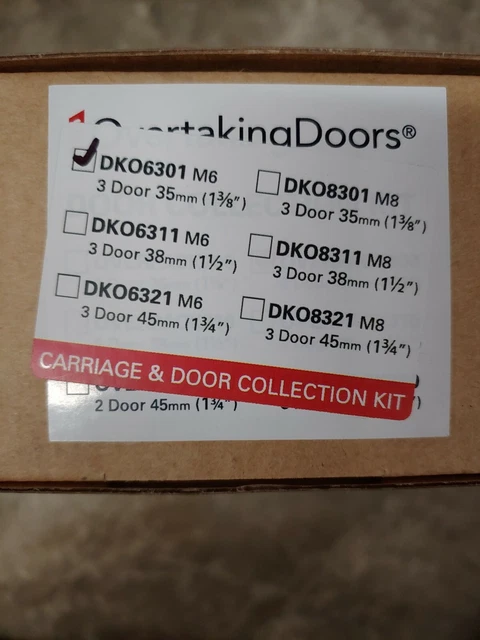 OvertakingDoors®
DKO6301 M6
3 Door 35mm (1⅜")
DKO8301 M8
3 Door 35mm (1⅜")
DKO6311 M6
3 Door 38mm (1½")
DKO8311 M8
3 Door 38mm (1½")
DKO6321 M6
3 Door 45mm (1¾")
DKO8321 M8
3 Door 45mm (1¾")
CARRIAGE & DOOR COLLECTION KIT
2 Door 45mm (1¾")